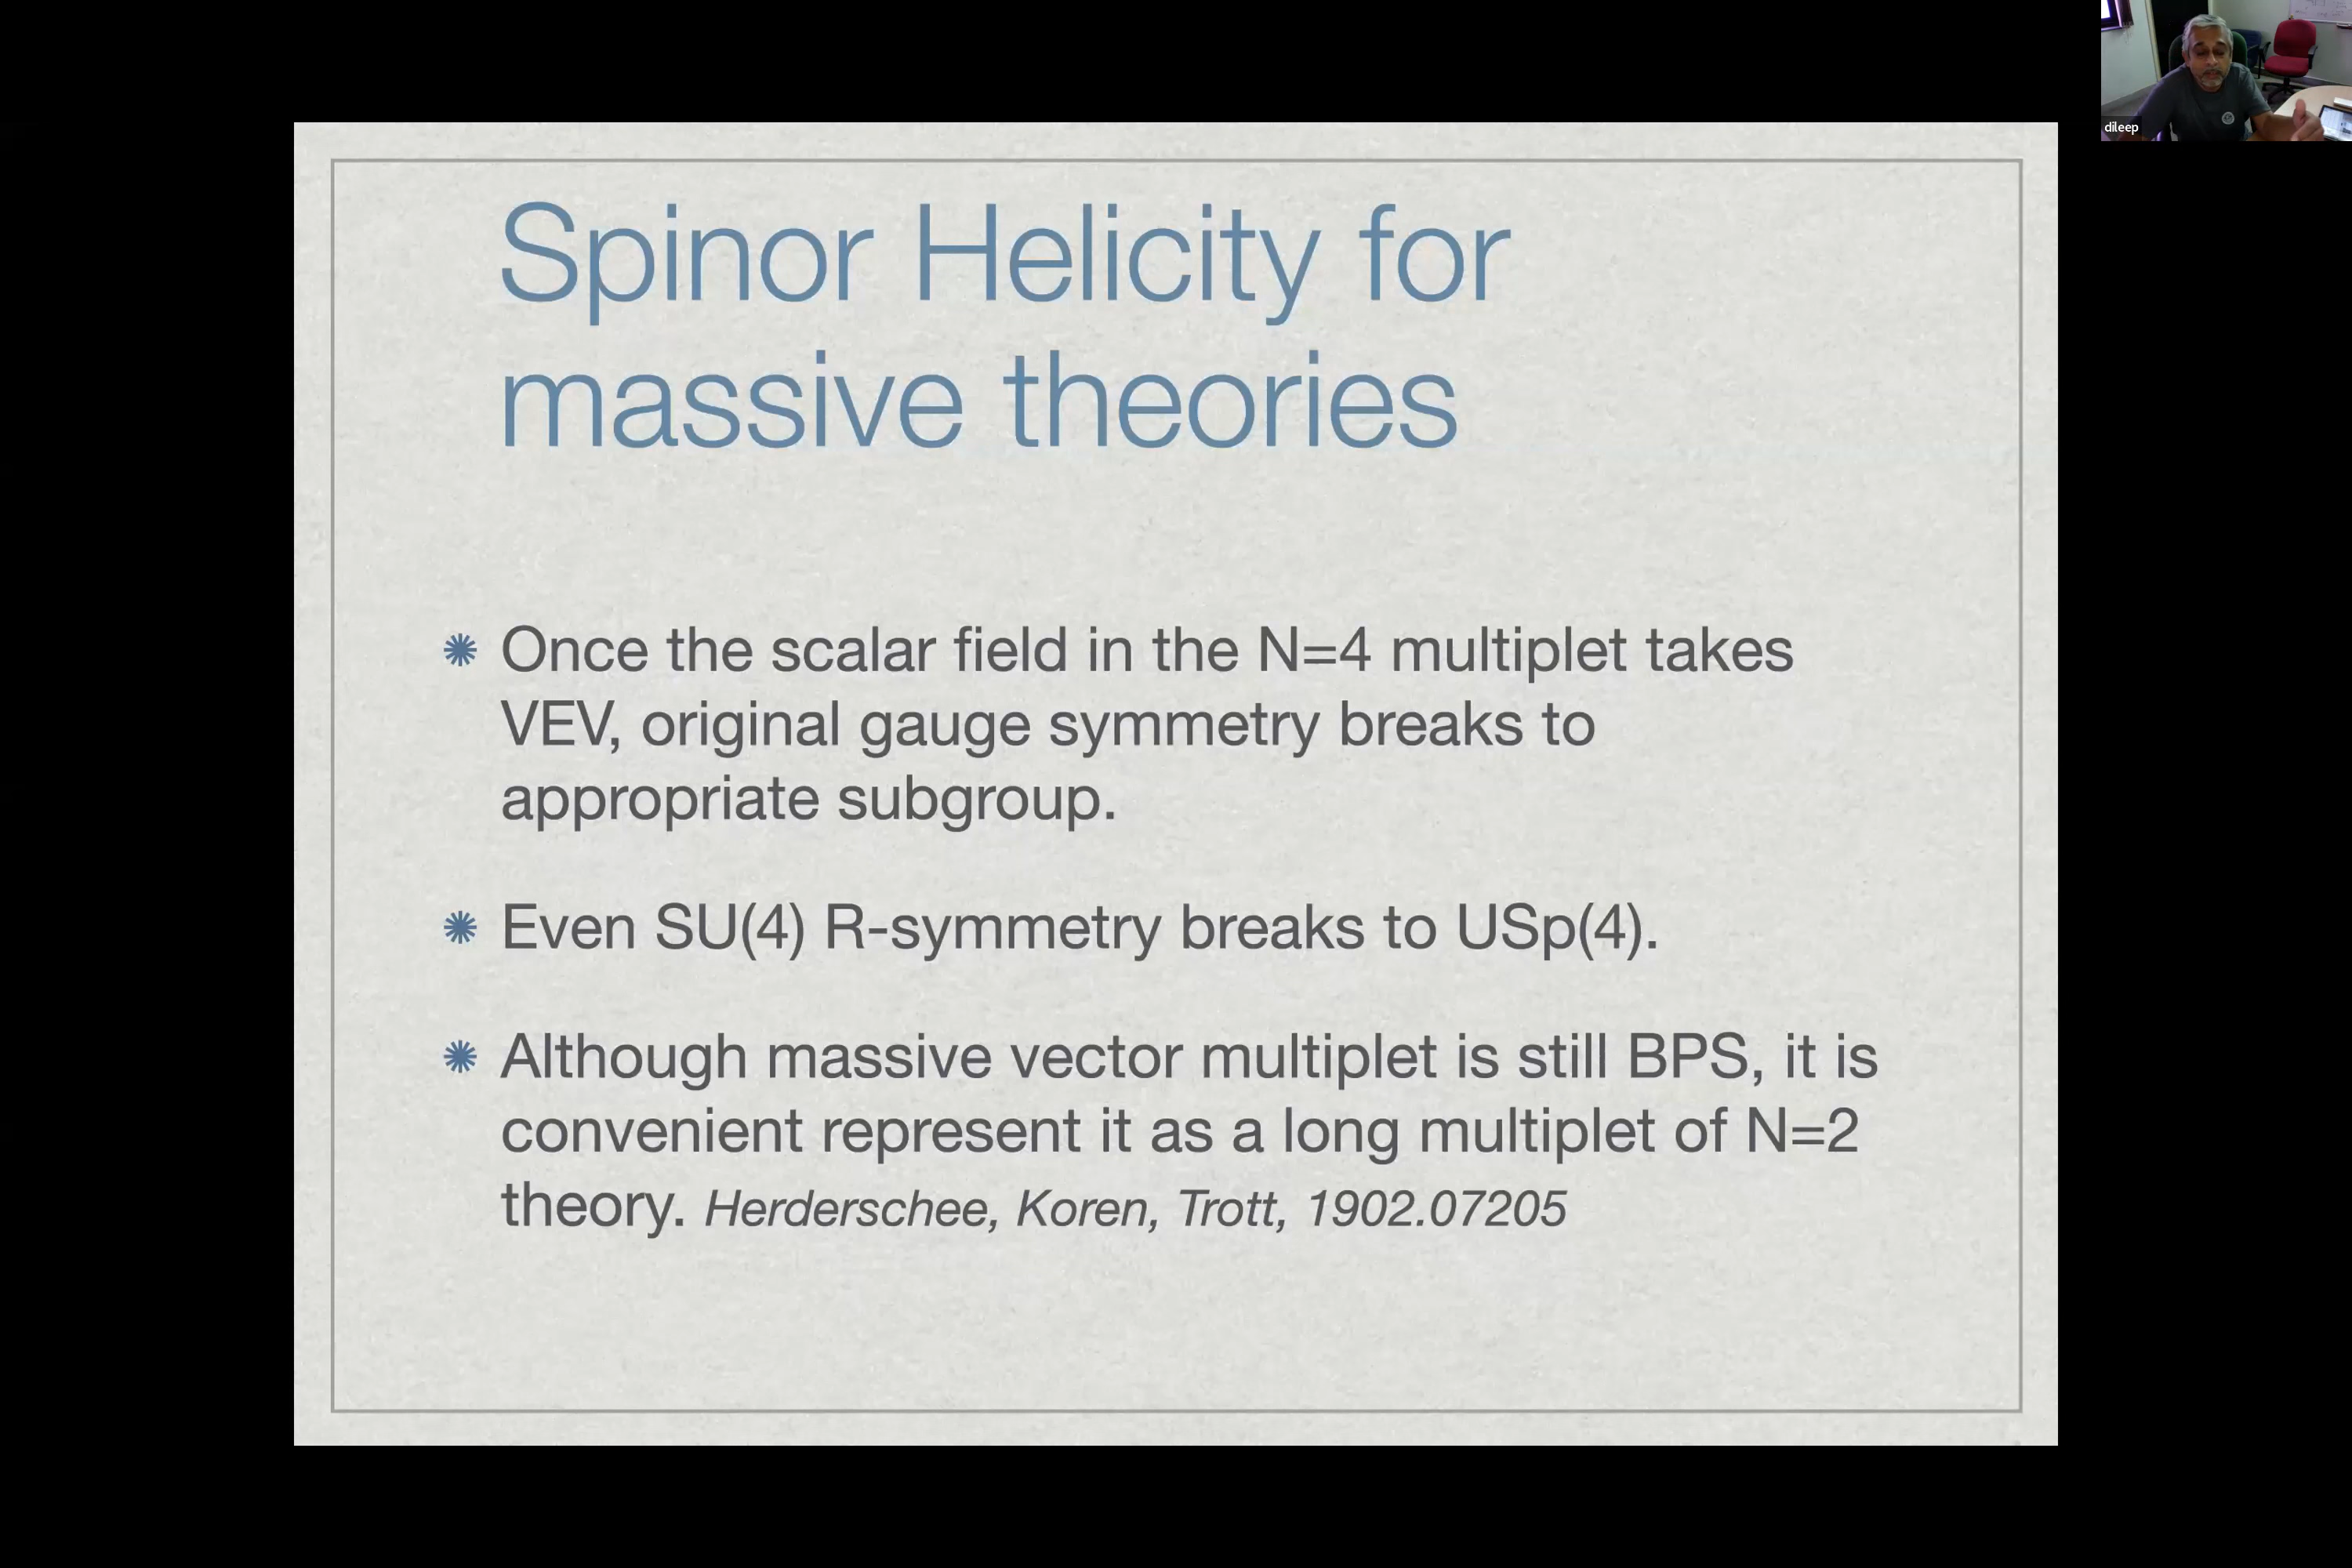 Spinor Helicity for
massive theories
Once the scalar field in the N=4 multiplet takes
VEV, original gauge symmetry breaks to
appropriate subgroup.
Even SU(4) R-symmetry breaks to USp(4).
Although massive vector multiplet is still BPS, it is
convenient represent it as a long multiplet of N=2
theory. Herderschee, Koren, Trott, 1902.07205
dileep